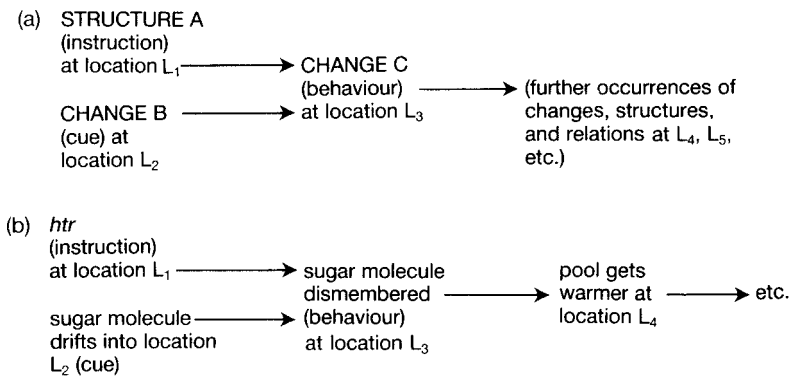 (a) STRUCTURE A
(instruction)
at location L₁
CHANGE B
(cue) at
location L₂
CHANGE C
(behaviour)
at location L₃
(further occurrences of
changes, structures,
and relations at L₄, L₅,
etc.)
(b) htr
(instruction)
at location L₁
sugar molecule
drifts into location
L₂ (cue)
sugar molecule
dismembered
(behaviour)
at location L₃
pool gets
warmer at
location L₄
etc.